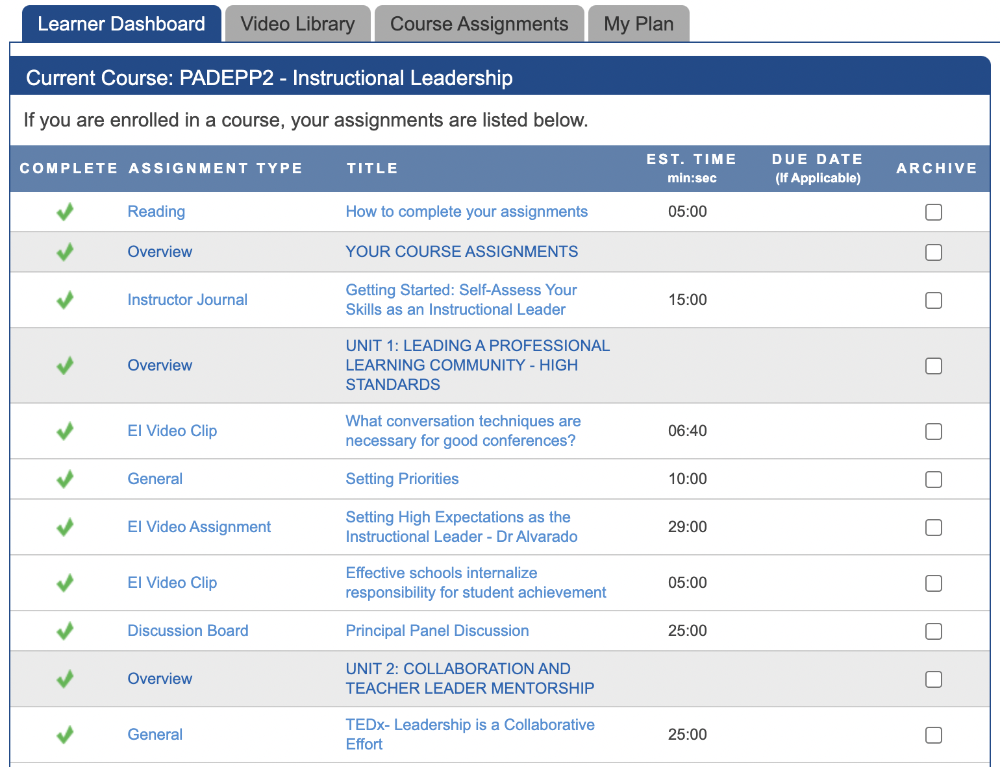 Learner Dashboard
Video Library
Course Assignments
My Plan
Current Course: PADEPP2 - Instructional Leadership
If you are enrolled in a course, your assignments are listed below.
COMPLETE ASSIGNMENT TYPE TITLE EST. TIME min:sec DUE DATE (If Applicable) ARCHIVE
Reading How to complete your assignments 05:00
Overview YOUR COURSE ASSIGNMENTS
Instructor Journal Getting Started: Self-Assess Your
Skills as an Instructional Leader 15:00
Overview UNIT 1: LEADING A PROFESSIONAL
LEARNING COMMUNITY - HIGH
STANDARDS
EI Video Clip What conversation techniques are
necessary for good conferences? 06:40
General Setting Priorities 10:00
EI Video Assignment Setting High Expectations as the
Instructional Leader - Dr Alvarado 29:00
EI Video Clip Effective schools internalize
responsibility for student achievement 05:00
Discussion Board Principal Panel Discussion 25:00
Overview UNIT 2: COLLABORATION AND
TEACHER LEADER MENTORSHIP
General TEDx- Leadership is a Collaborative
Effort 25:00